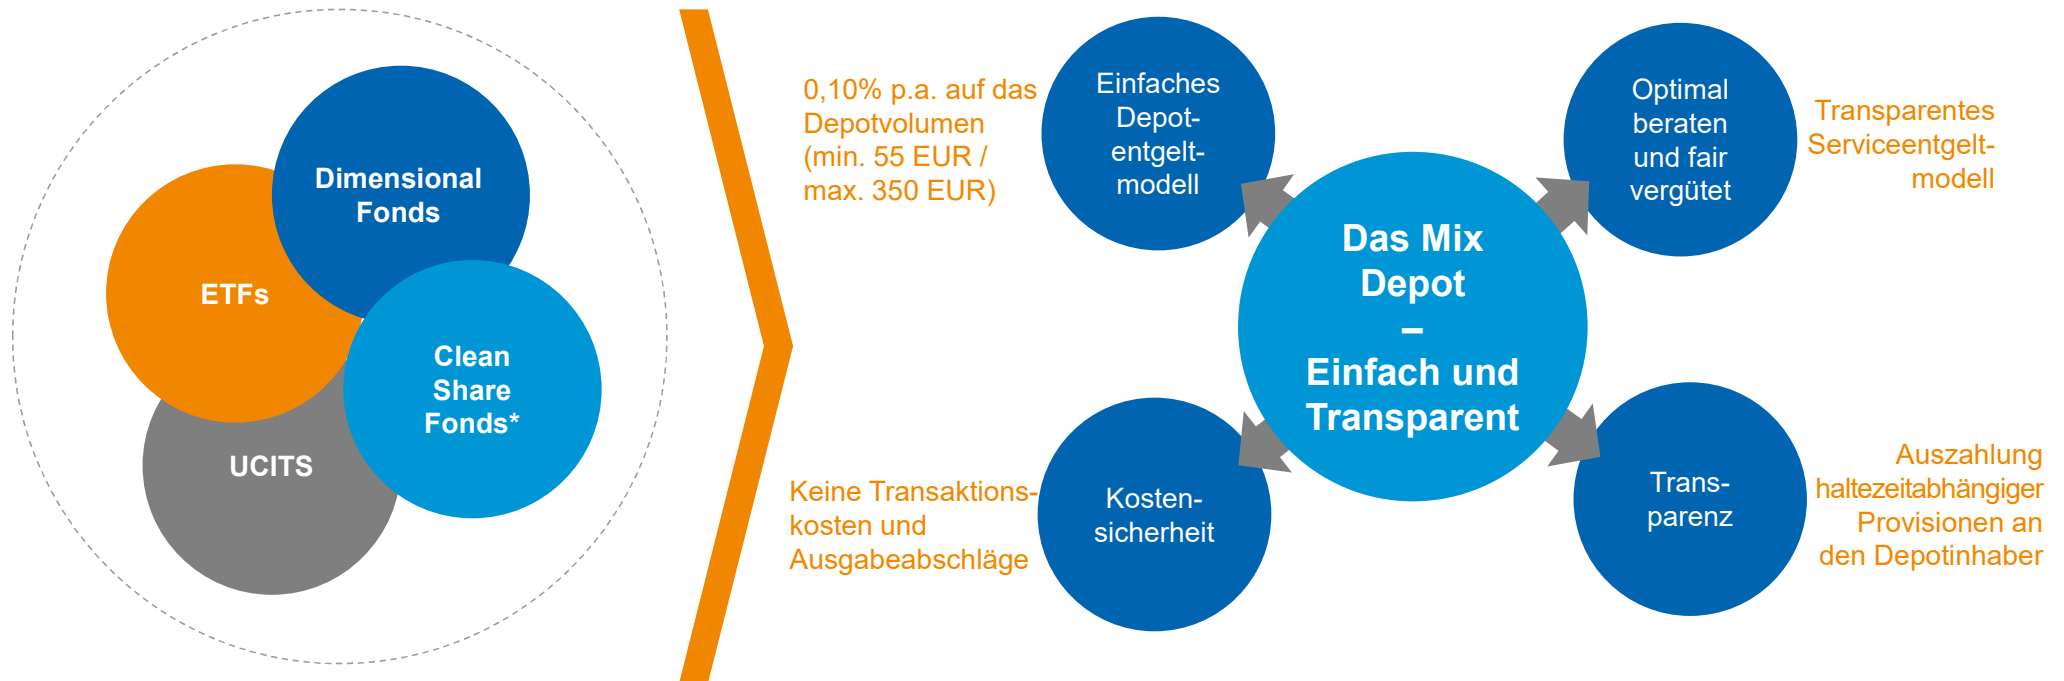 Dimensional
Fonds
ETFs
Clean
Share
Fonds*
UCITS
0,10% p.a. auf das
Depotvolumen
(min. 55 EUR /
max. 350 EUR)
Einfaches
Depot-
entgelt-
modell
Optimal
beraten
und fair
vergütet
Transparentes
Serviceentgelt-
modell
Das Mix
Depot
–
Einfach und
Transparent
Keine Transaktions-
kosten und
Ausgabeabschläge
Kosten-
sicherheit
Trans-
parenz
Auszahlung
haltezeitabhängiger
Provisionen an
den Depotinhaber